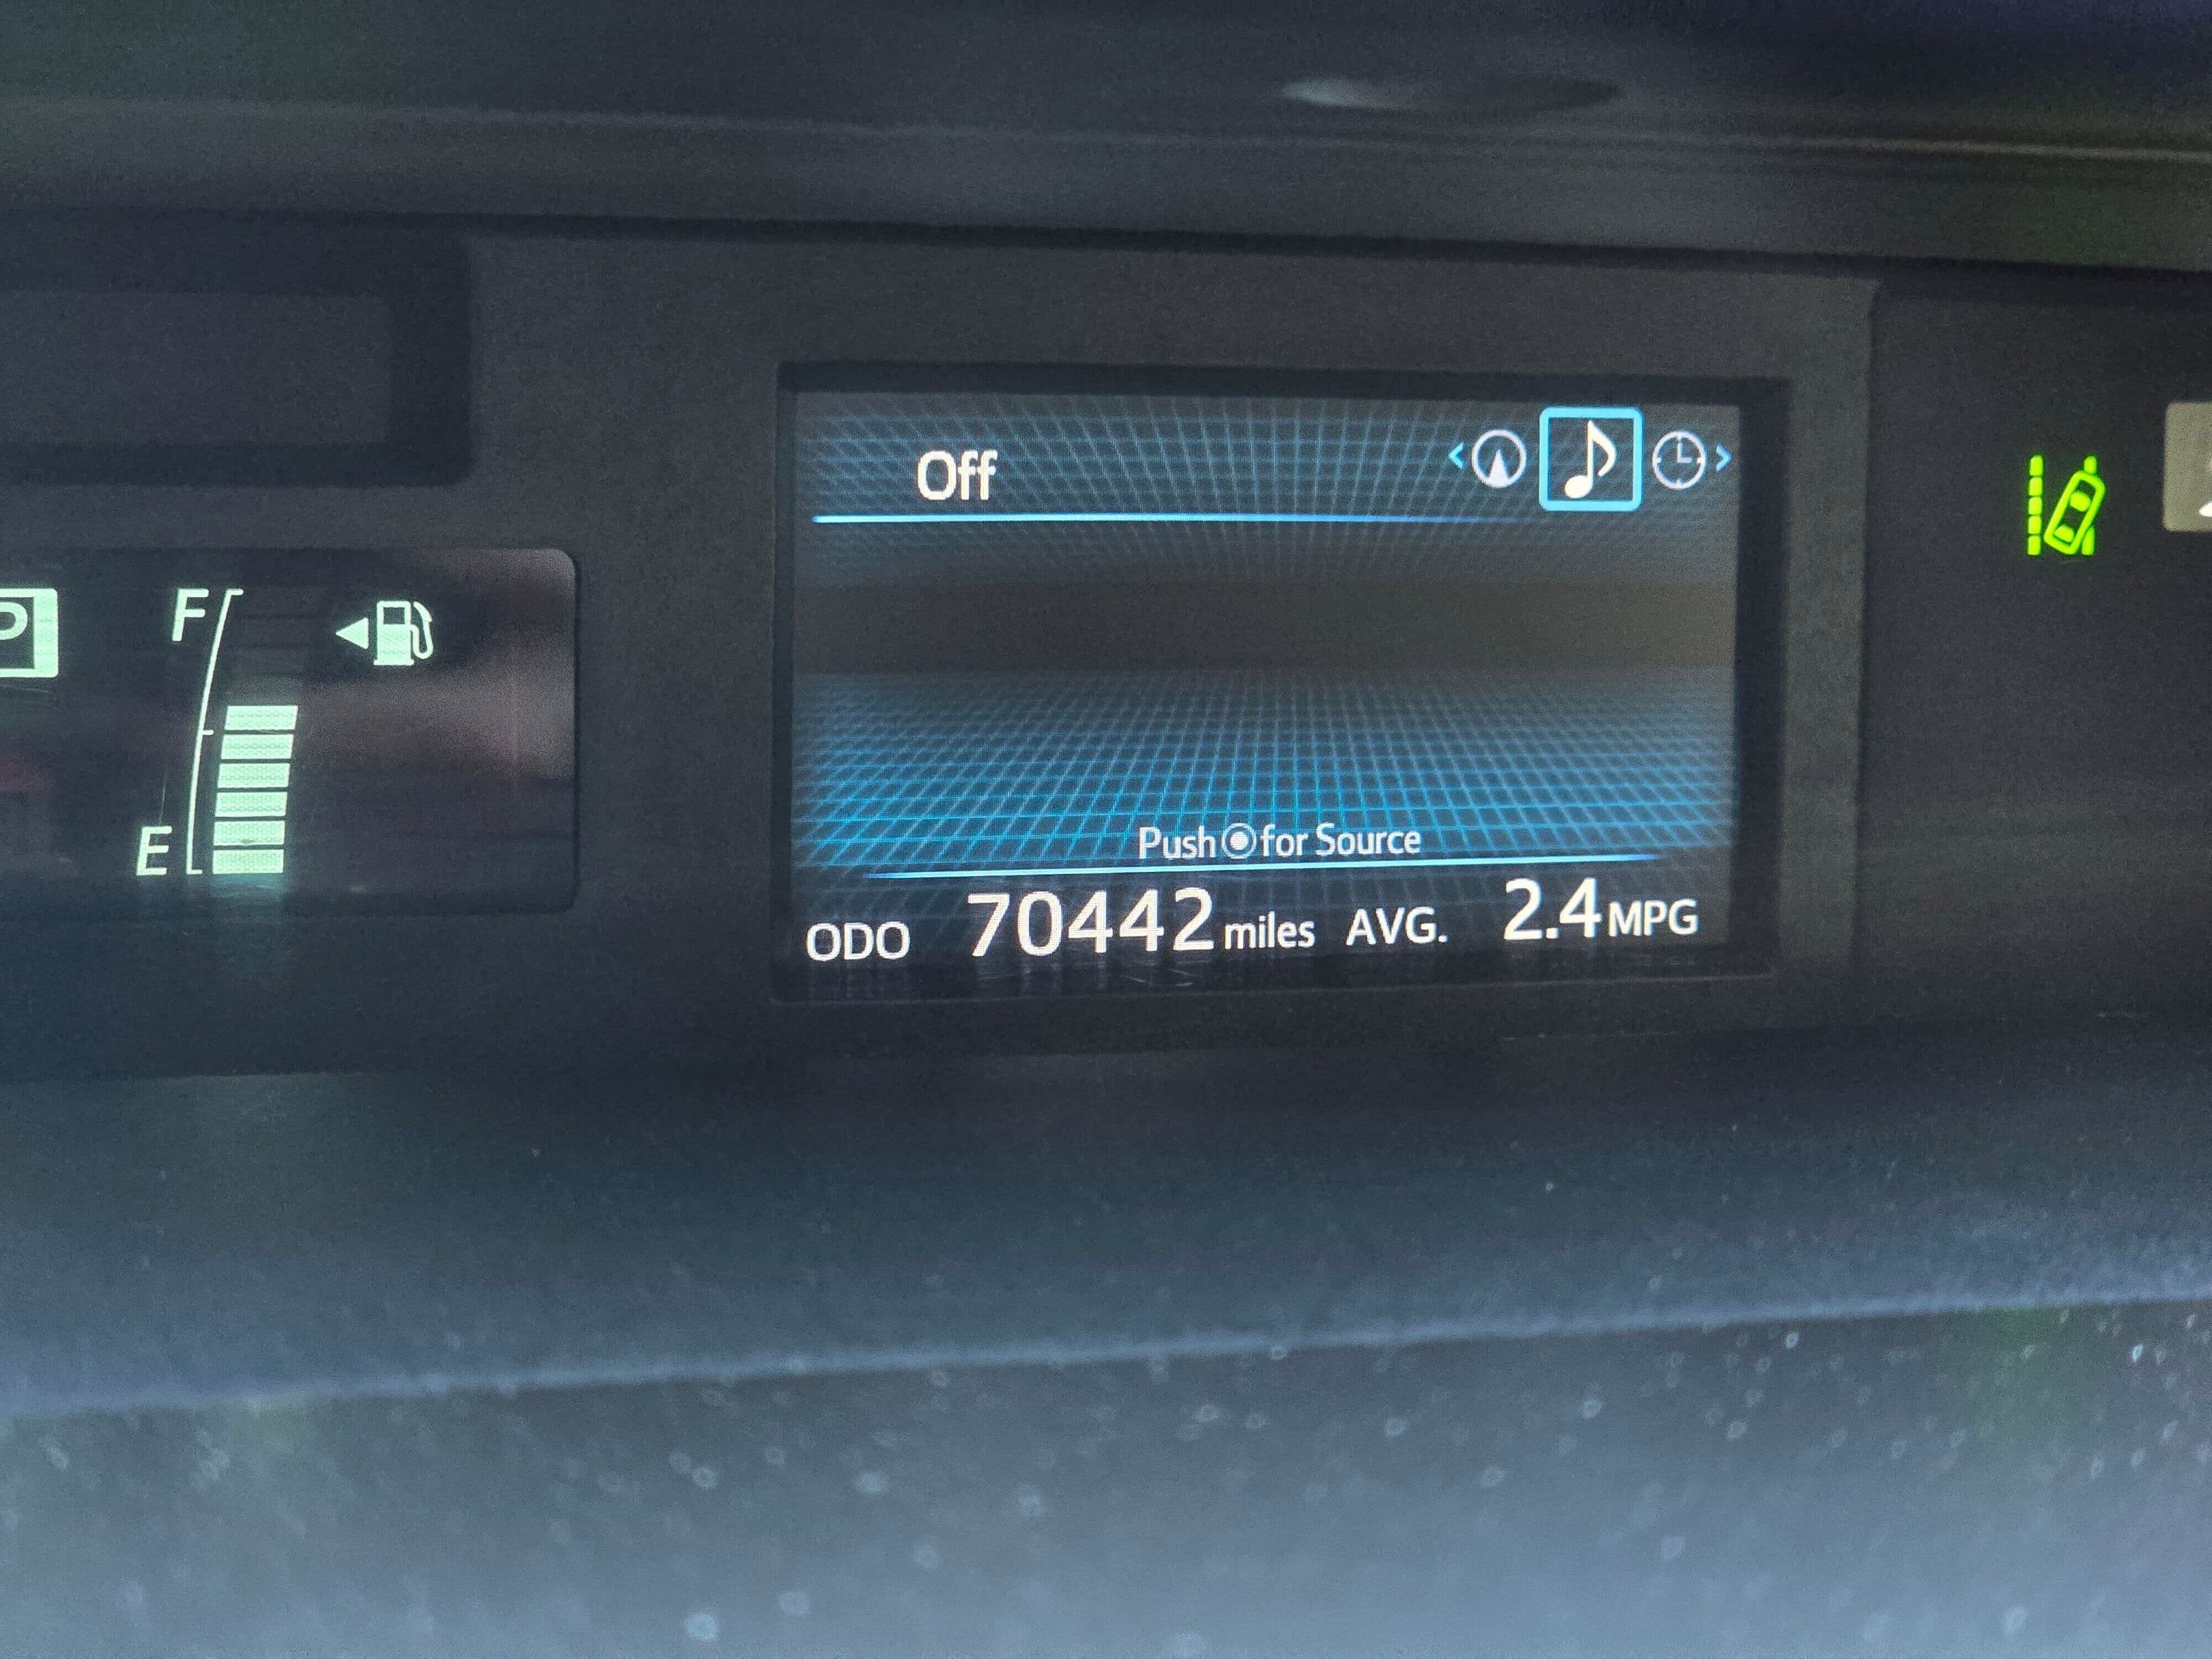 Off
P
F
E
Push for Source
ODO 70442 miles AVG. 2.4 MPG